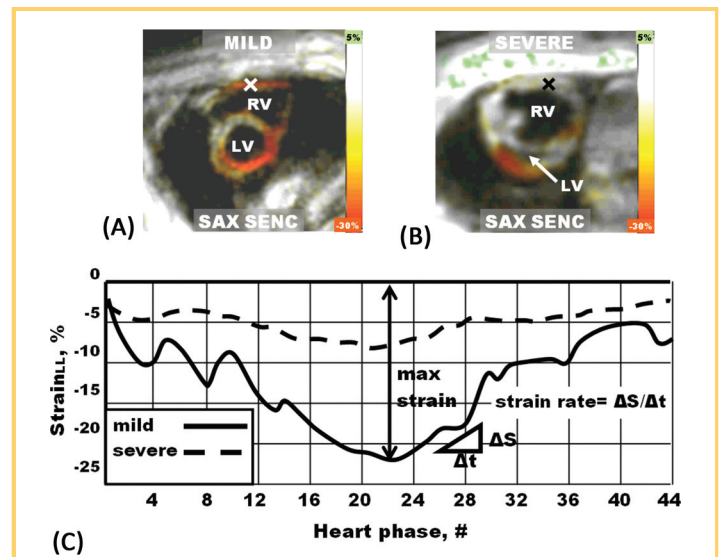 MILD
5%
RV
LV
-30%
(A)
SAX SENC
SEVERE
5%
RV
LV
-30%
(B)
SAX SENC
0
-5
-10
-15
-20
-25
StrainLL, %
max
strain
strain rate= ΔS/Δt
mild
severe
ΔS
Δt
4 8 12 16 20 24 28 32 36 40 44
Heart phase, #
(C)